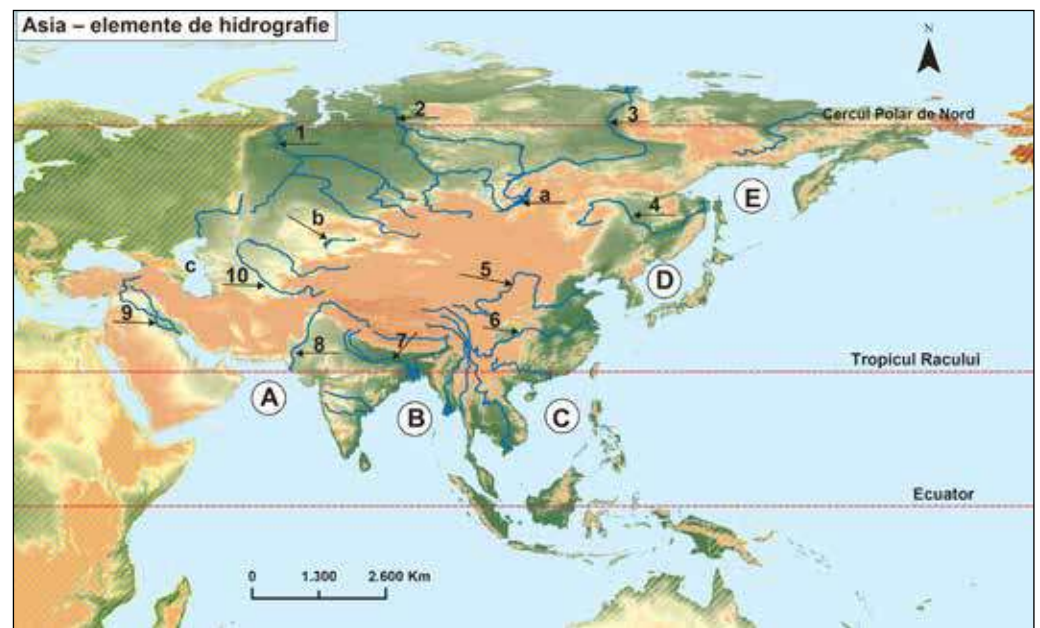 Asia – elemente de hidrografie
N
2
3
Cercul Polar de Nord
1
a
E
4
b
c
5
D
10
9
6
8
7
Tropicul Racului
A
B
C
Ecuator
0 1.300 2.600 Km